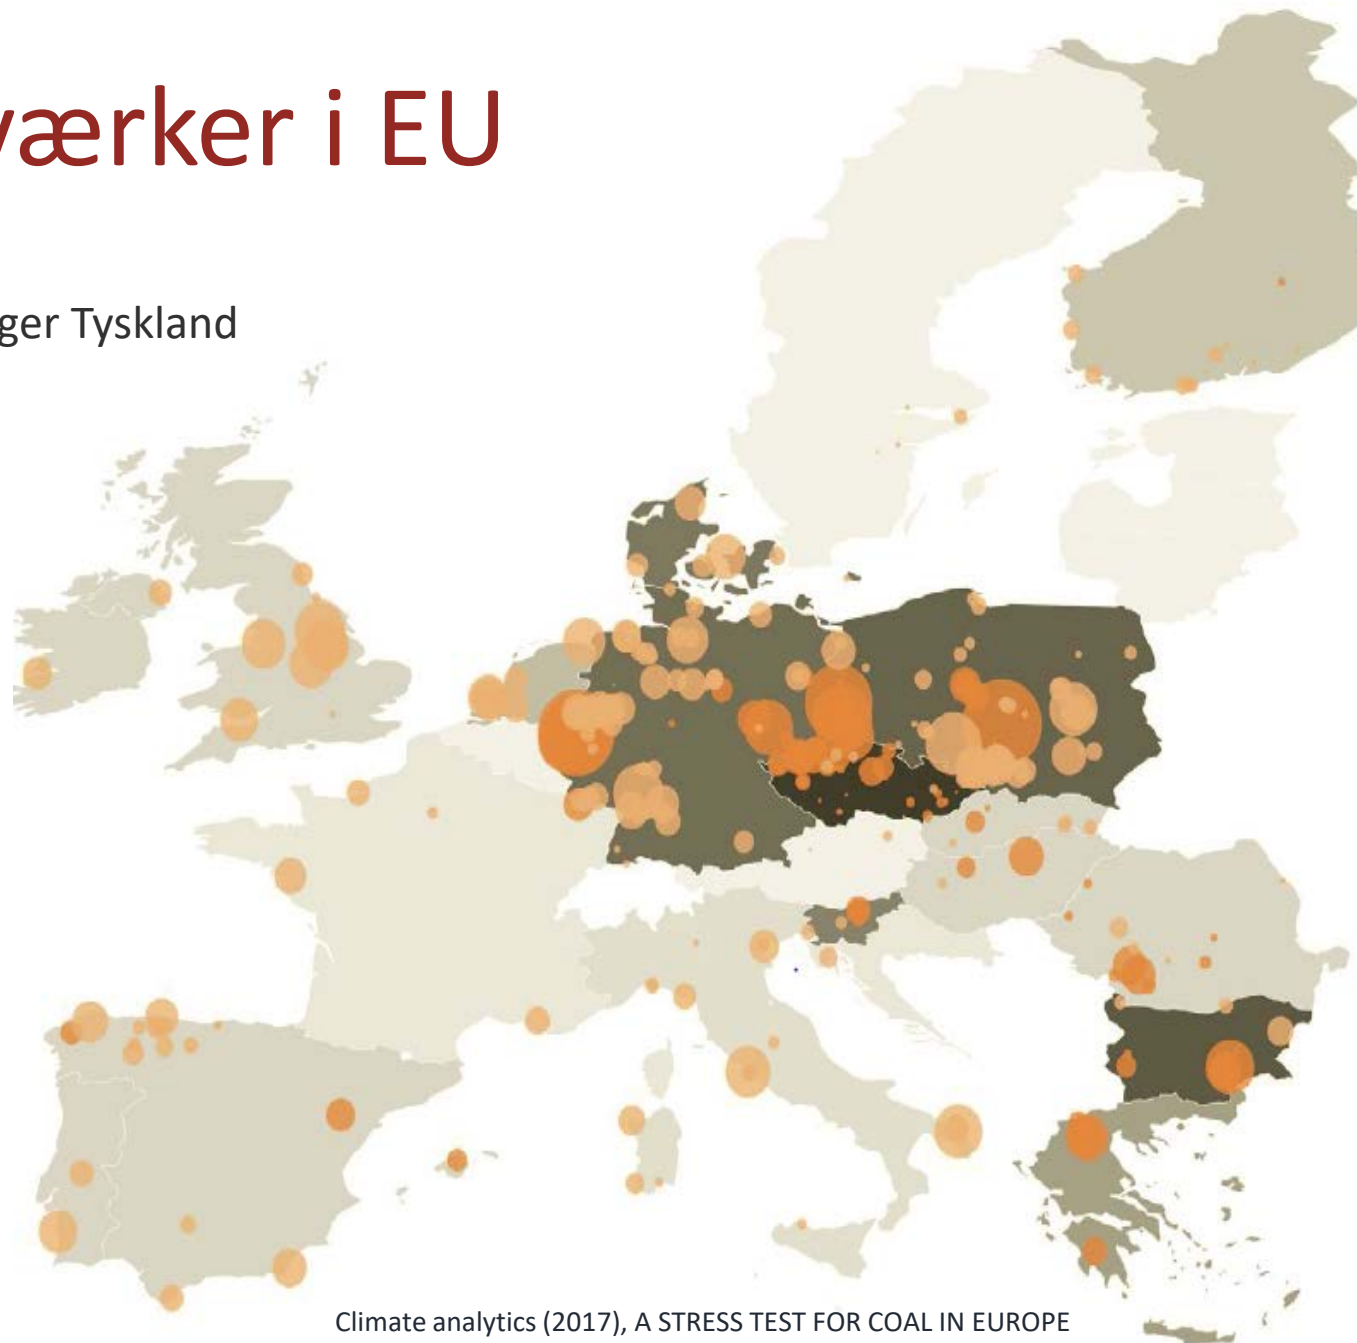 værker i EU
ger Tyskland
Climate analytics (2017), A STRESS TEST FOR COAL IN EUROPE